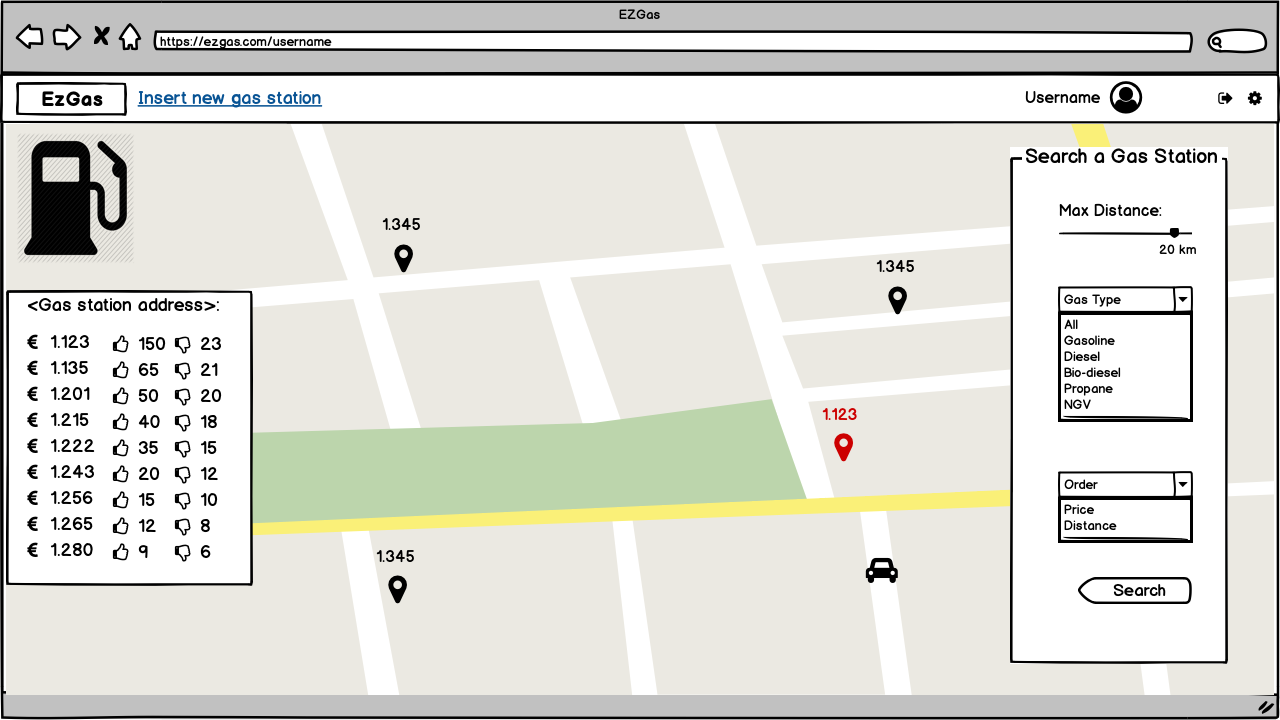 EZGas
https://ezgas.com/username
EzGas
Insert new gas station
Username
<Gas station address>:
€ 1.123 150 23
€ 1.135 65 21
€ 1.201 50 20
€ 1.215 40 18
€ 1.222 35 15
€ 1.243 20 12
€ 1.256 15 10
€ 1.265 12 8
€ 1.280 9 6
1.345
1.345
1.123
1.345
Search a Gas Station
Max Distance:
20 km
Gas Type
All
Gasoline
Diesel
Bio-diesel
Propane
NGV
Order
Price
Distance
Search